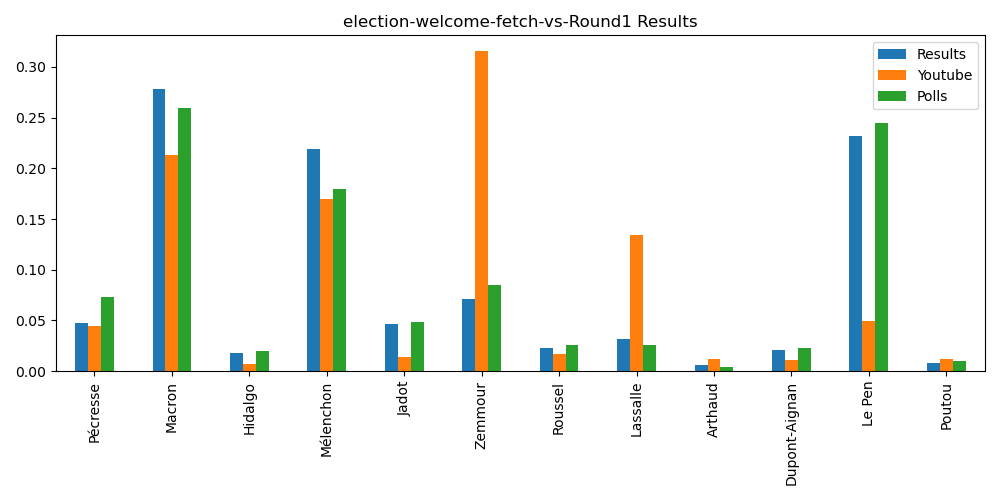 election-welcome-fetch-vs-Round1 Results
Results
Youtube
Polls
0.30
0.25
0.20
0.15
0.10
0.05
0.00
Pécresse
Macron
Hidalgo
Mélenchon
Jadot
Zemmour
Roussel
Lassalle
Arthaud
Dupont-Aignan
Le Pen
Poutou